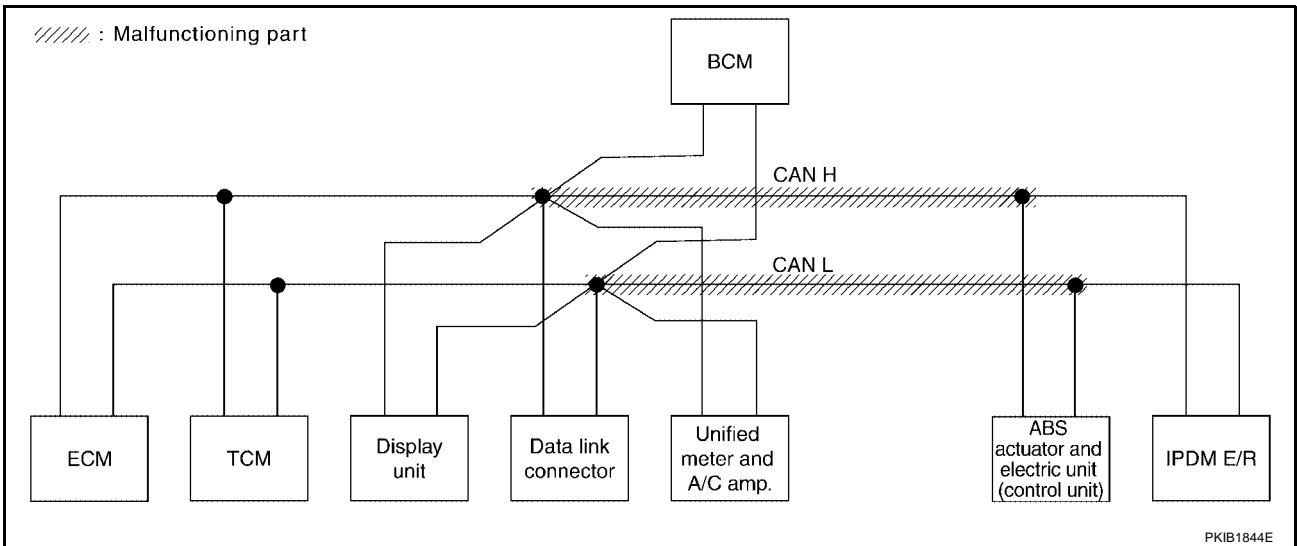 : Malfunctioning part
BCM
CAN H
CAN L
ECM
TCM
Display
unit
Data link
connector
Unified
meter and
A/C amp.
ABS
actuator and
electric unit
(control unit)
IPDM E/R
PKIB1844E